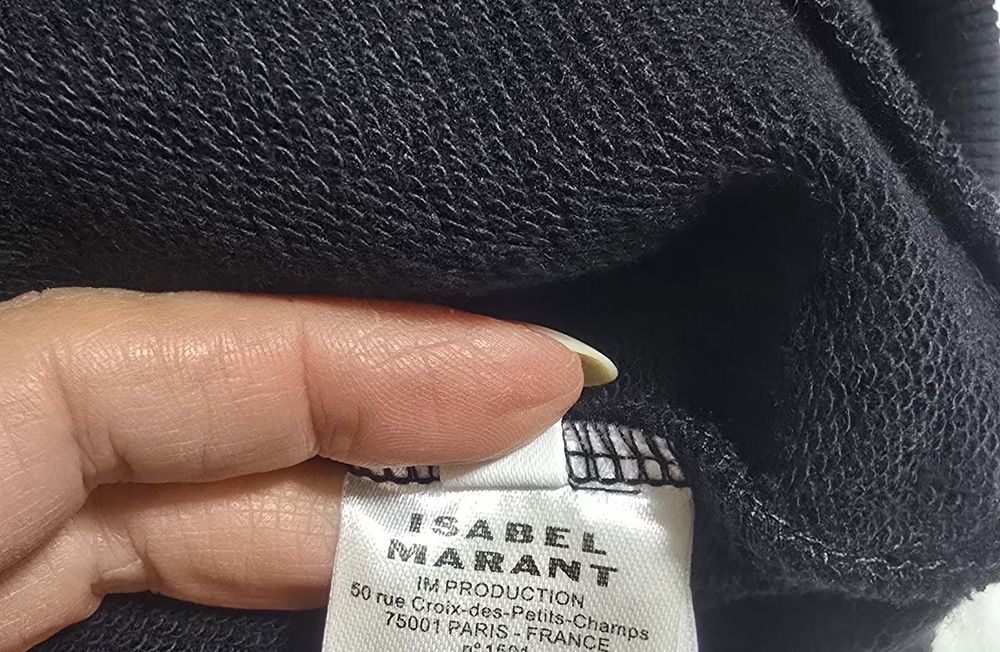 ISABEL
MARANT
IM PRODUCTION
50 rue Croix-des-Petits-Champs
75001 PARIS - FRANCE